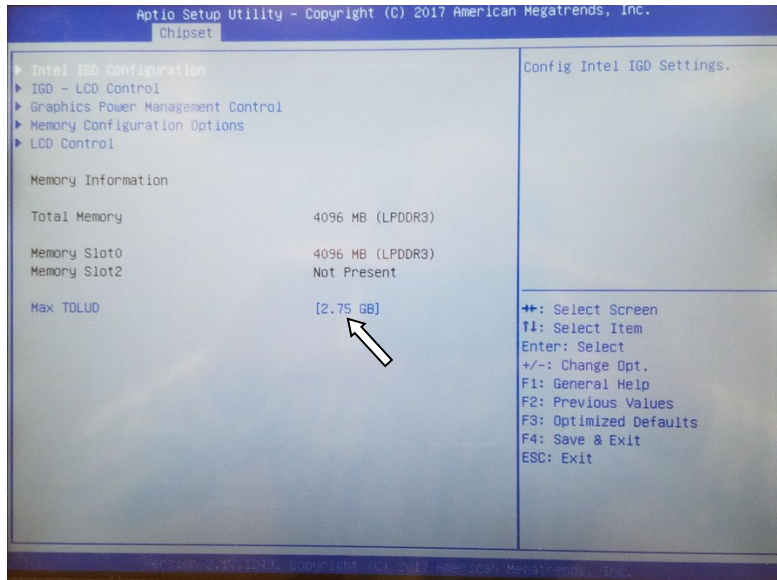 Aptio Setup Utility – Copyright (C) 2017 American Megatrends, Inc.
Chipset
Intel IGD Configuration
IGD - LCD Control
Graphics Power Management Control
Memory Configuration Options
LCD Control
Memory Information
Total Memory 4096 MB (LPDDR3)
Memory Slot0 4096 MB (LPDDR3)
Memory Slot2 Not Present
Max TOLUD [2.75 GB]
Config Intel IGD Settings.
→←: Select Screen
↑↓: Select Item
Enter: Select
+/-: Change Opt.
F1: General Help
F2: Previous Values
F3: Optimized Defaults
F4: Save & Exit
ESC: Exit
Version 2.17.1249. Copyright (C) 2017 American Megatrends, Inc.